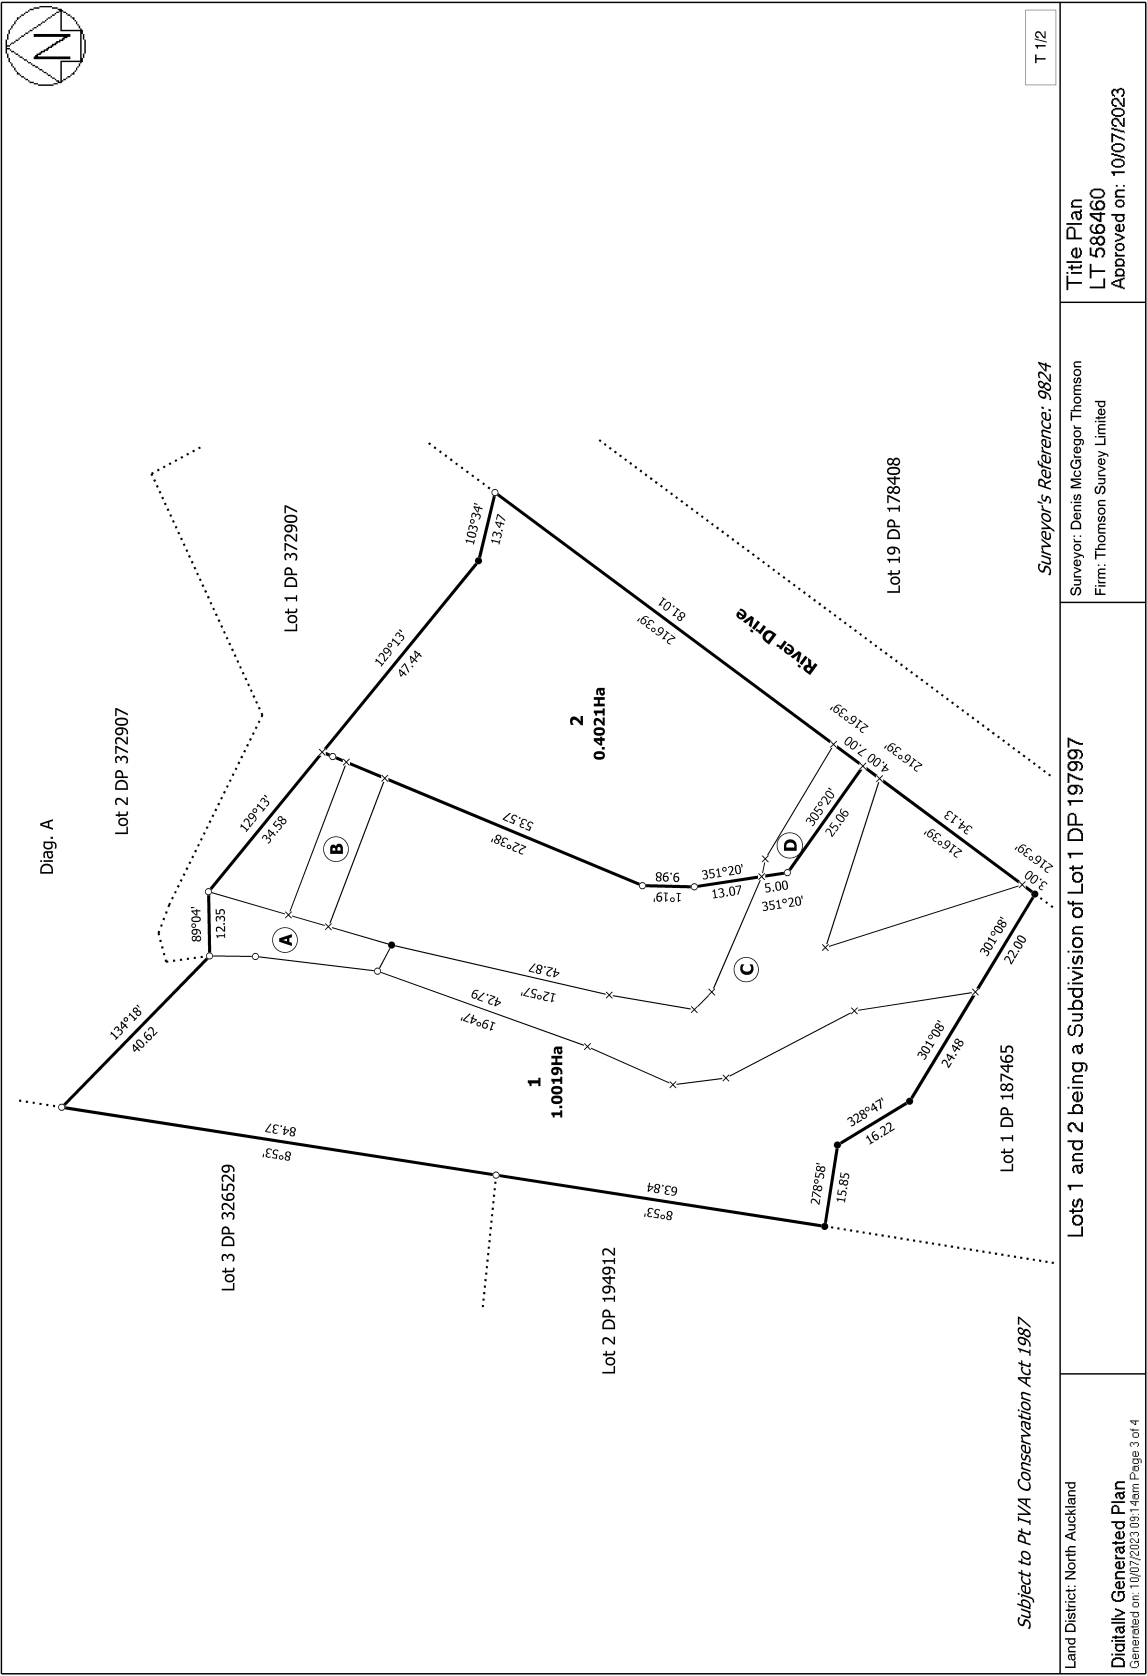 N
Diag. A
T 1/2
Lot 2 DP 372907
Lot 1 DP 372907
Lot 3 DP 326529
Lot 2 DP 194912
Lot 1 DP 187465
Lot 19 DP 178408
River Drive
134°18'
40.62
89°04'
12.35
129°13'
34.58
129°13'
47.44
103°34'
13.47
81.01
216°39'
216°39'
7.00
4.00
216°39'
34.13
216°39'
216°39'
3.00
301°08'
22.00
301°08'
24.48
328°47'
16.22
278°58'
15.85
63.84
8°53'
84.37
8°53'
A
B
C
D
53.57
22°38'
9.98
1°19'
351°20'
13.07
5.00
351°20'
305°20'
25.06
42.87
12°57'
42.79
19°47'
1
1.0019Ha
2
0.4021Ha
Subject to Pt IVA Conservation Act 1987
Surveyor's Reference: 9824
Land District: North Auckland
Digitally Generated Plan
Generated on: 10/07/2023 09:14am Page 3 of 4
Lots 1 and 2 being a Subdivision of Lot 1 DP 197997
Surveyor: Denis McGregor Thomson
Firm: Thomson Survey Limited
Title Plan
LT 586460
Approved on: 10/07/2023